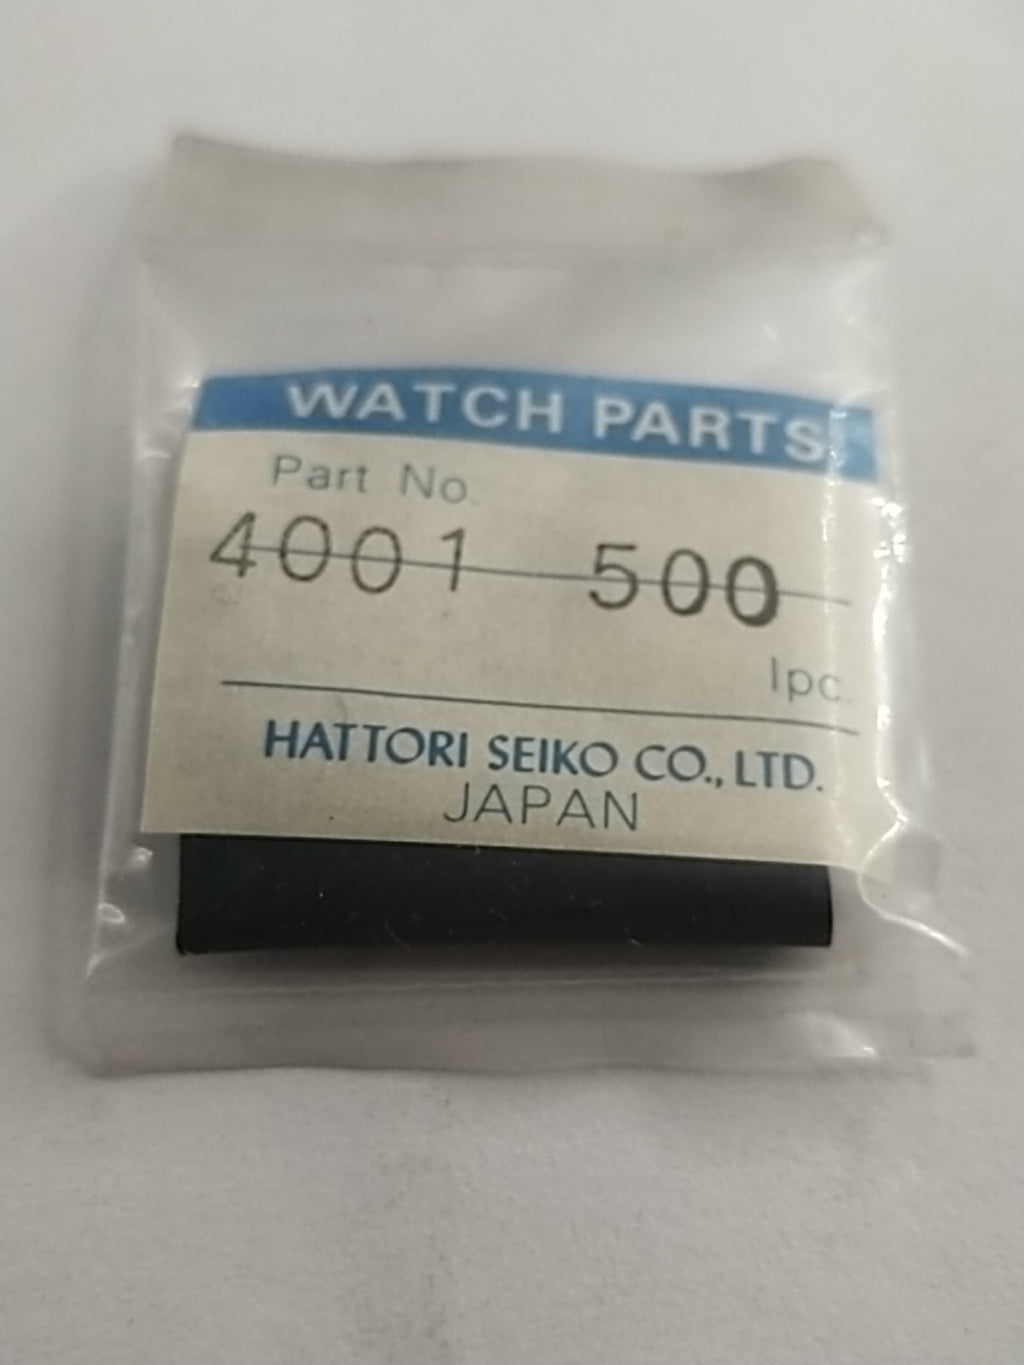 WATCH PARTS
Part No.
4001 500
1pc.
HATTORI SEIKO CO., LTD.
JAPAN